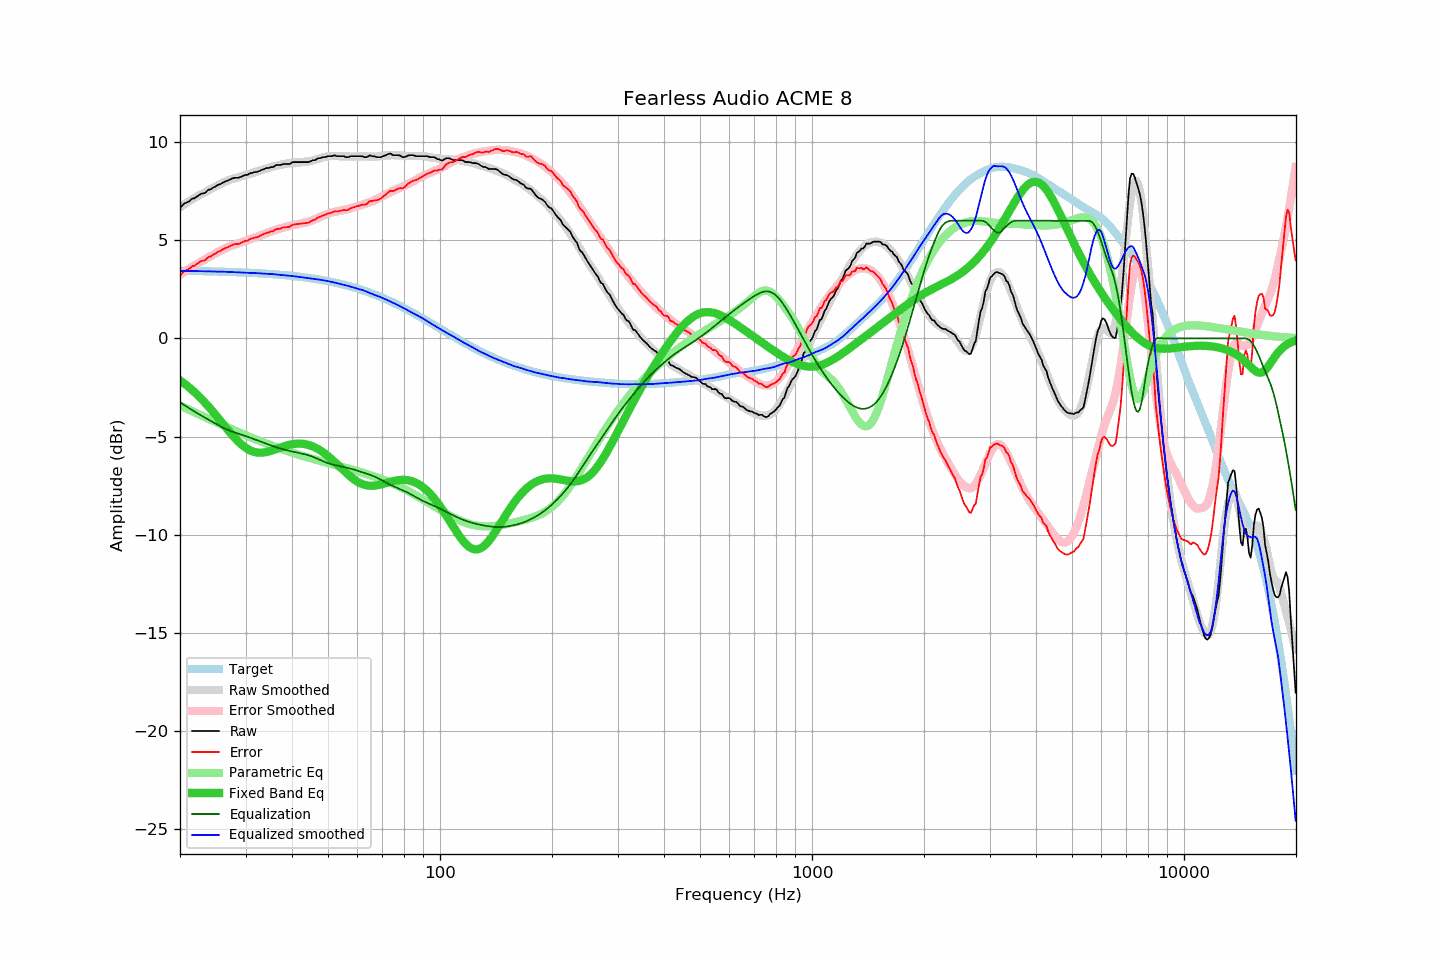 Fearless Audio ACME 8
10
5
0
−5
−10
−15
−20
−25
Amplitude (dBr)
Target
Raw Smoothed
Error Smoothed
Raw
Error
Parametric Eq
Fixed Band Eq
Equalization
Equalized smoothed
100 1000 10000
Frequency (Hz)